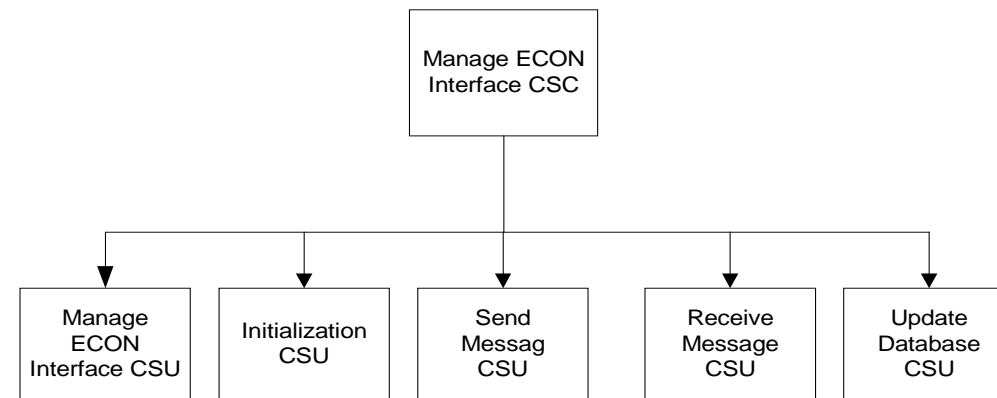 Manage ECON
Interface CSC
Manage
ECON
Interface CSU
Initialization
CSU
Send
Messag
CSU
Receive
Message
CSU
Update
Database
CSU